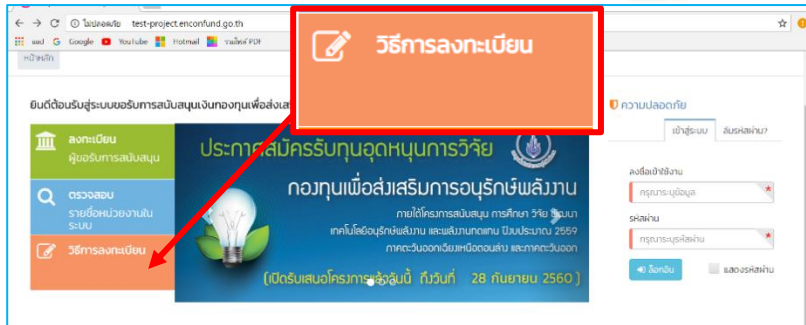 ไม่ปลอดภัย test-project.enconfund.go.th
แอป Google YouTube Hotmail รวมลิงก์ PDF
หน้าหลัก
วิธีการลงทะเบียน
ยินดีต้อนรับสู่ระบบขอรับการสนับสนุนเงินกองทุนเพื่อส่งเส
ความปลอดภัย
ลงทะเบียน
ผู้ขอรับการสนับสนุน
ตรวจสอบ
รายชื่อหน่วยงานใน
ระบบ
วิธีการลงทะเบียน
ประกาศสมัครรับทุนอุดหนุนการวิจัย
กองทุนเพื่อส่งเสริมการอนุรักษ์พลังงาน
ภายใต้โครงการสนับสนุน การศึกษา วิจัย พัฒนา
เทคโนโลยีอนุรักษ์พลังงาน และพลังงานทดแทน ปีงบประมาณ 2559
ภาคตะวันออกเฉียงเหนือตอนล่าง และภาคตะวันออก
(เปิดรับเสนอโครงการแล้ววันนี้ ถึงวันที่ 28 กันยายน 2560)
เข้าสู่ระบบ ลืมรหัสผ่าน?
ลงชื่อเข้าใช้งาน
กรุณาระบุข้อมูล *
รหัสผ่าน
กรุณาระบุรหัสผ่าน *
ล็อกอิน แสดงรหัสผ่าน